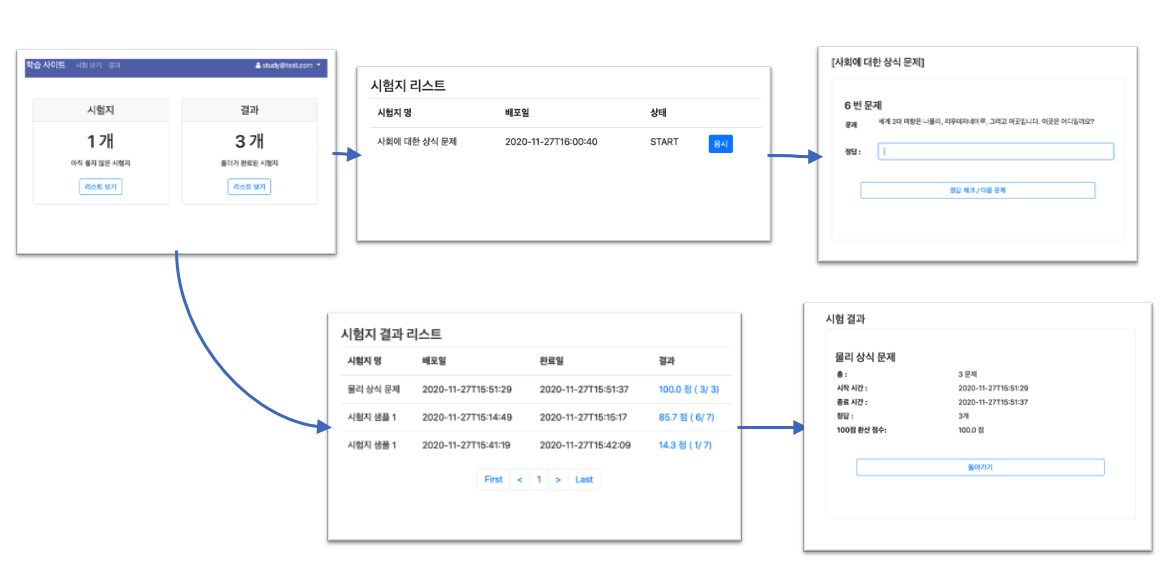 학습 사이트 시험 보기 결과 study@test.com
시험지 결과
1 개 3 개
아직 풀지 않은 시험지 풀이가 완료된 시험지
리스트 보기 리스트 보기
시험지 리스트
시험지 명 배포일 상태
사회에 대한 상식 문제 2020-11-27T16:00:40 START 응시
[사회에 대한 상식 문제]
6 번 문제
문제 세계 3대 미항은 나폴리, 리우데자네이루, 그리고 이곳입니다. 이곳은 어디일까요?
정답 :
정답 체크 / 다음 문제
시험지 결과 리스트
시험지 명 배포일 완료일 결과
물리 상식 문제 2020-11-27T15:51:29 2020-11-27T15:51:37 100.0 점 ( 3/ 3)
시험지 샘플 1 2020-11-27T15:14:49 2020-11-27T15:15:17 85.7 점 ( 6/ 7)
시험지 샘플 1 2020-11-27T15:41:19 2020-11-27T15:42:09 14.3 점 ( 1/ 7)
First < 1 > Last
시험 결과
물리 상식 문제
총 : 3 문제
시작 시간 : 2020-11-27T15:51:29
종료 시간 : 2020-11-27T15:51:37
정답 : 3개
100점 환산 점수: 100.0 점
돌아가기